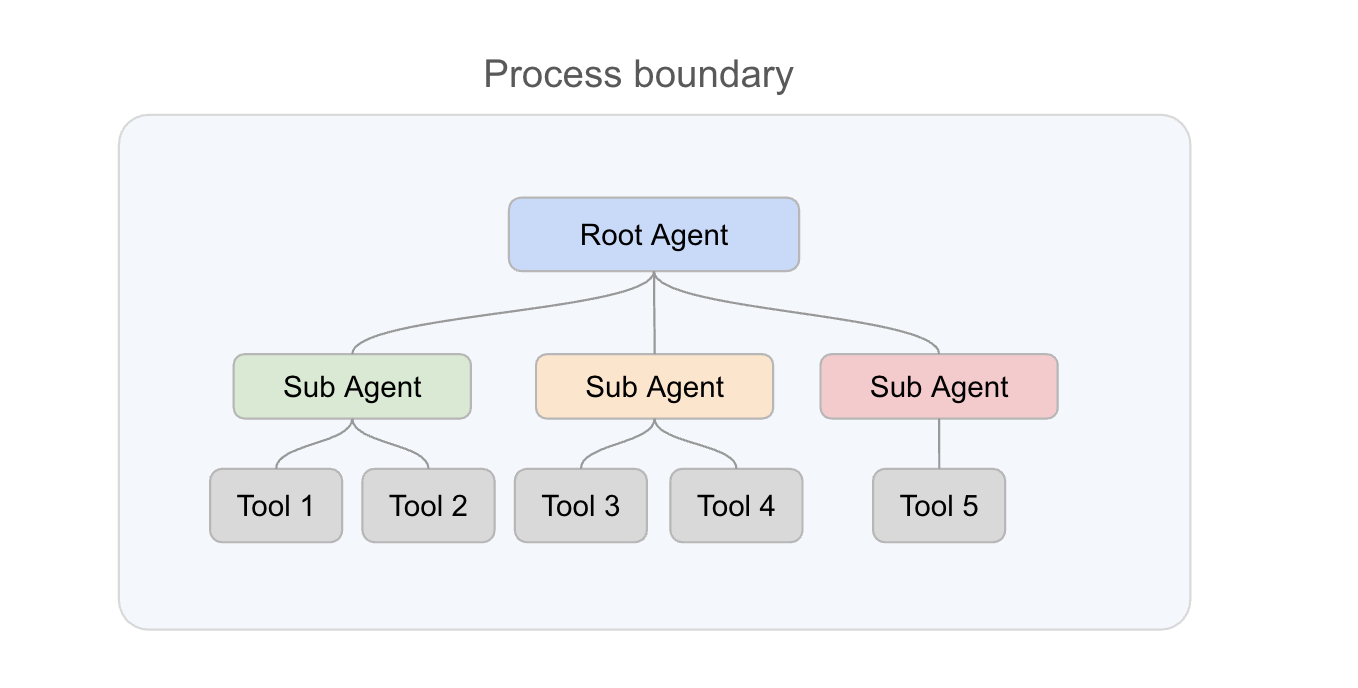 Process boundary
Root Agent
Sub Agent
Sub Agent
Sub Agent
Tool 1
Tool 2
Tool 3
Tool 4
Tool 5